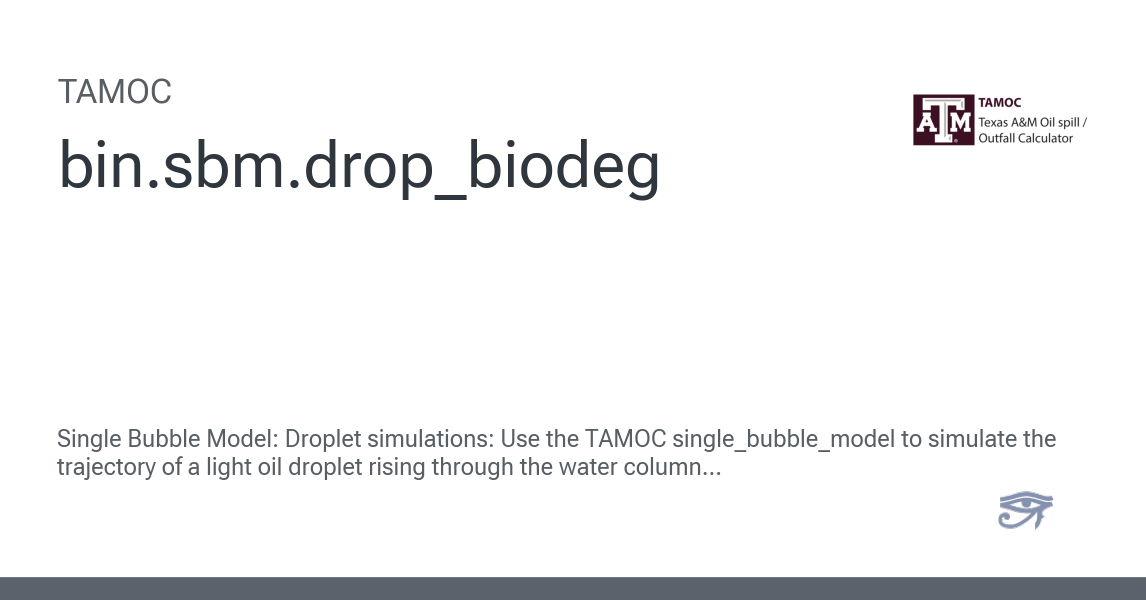 TAMOC
bin.sbm.drop_biodeg
ATM
TAMOC
Texas A&M Oil spill /
Outfall Calculator
Single Bubble Model: Droplet simulations: Use the TAMOC single_bubble_model to simulate the
trajectory of a light oil droplet rising through the water column...